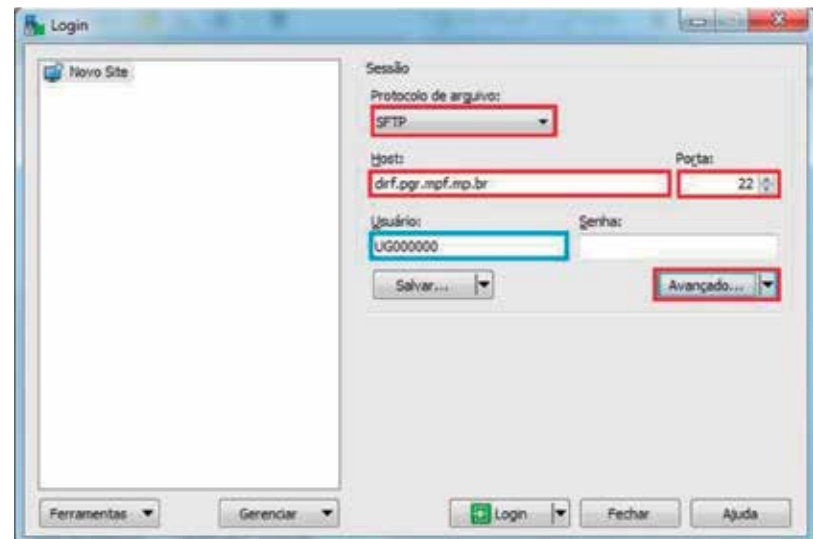 Login
Novo Site
Sessão
Protocolo de arquivo:
SFTP
Host:
Porta:
dirf.pgr.mpf.mp.br
22
Usuário:
Senha:
UG000000
Salvar...
Avançado...
Ferramentas
Gerenciar
Login
Fechar
Ajuda